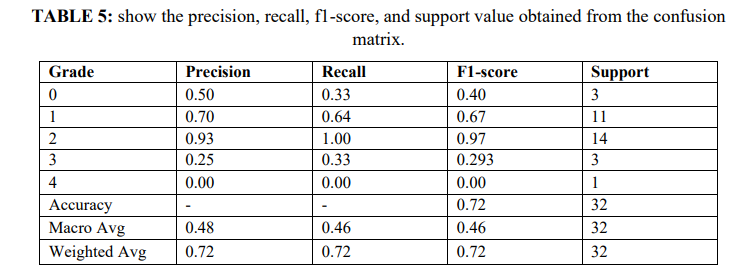 TABLE 5: show the precision, recall, f1-score, and support value obtained from the confusion
matrix.
Grade Precision Recall F1-score Support
0 0.50 0.33 0.40 3
1 0.70 0.64 0.67 11
2 0.93 1.00 0.97 14
3 0.25 0.33 0.293 3
4 0.00 0.00 0.00 1
Accuracy - - 0.72 32
Macro Avg 0.48 0.46 0.46 32
Weighted Avg 0.72 0.72 0.72 32